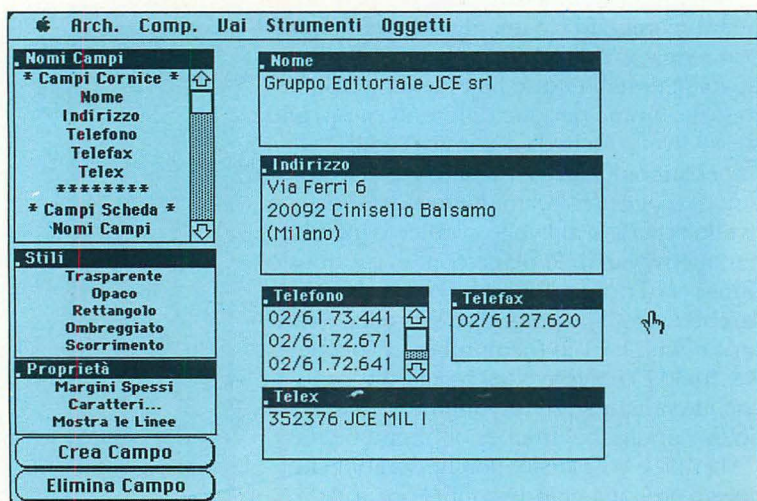 Arch. Comp. Vai Strumenti Oggetti
Nomi Campi
* Campi Cornice *
Nome
Indirizzo
Telefono
Telefax
Telex
********
* Campi Scheda *
Nomi Campi
Stili
Trasparente
Opaco
Rettangolo
Ombreggiato
Scorrimento
Proprietà
Margini Spessi
Caratteri...
Mostra le Linee
Crea Campo
Elimina Campo
Nome
Gruppo Editoriale JCE srl
Indirizzo
Via Ferri 6
20092 Cinisello Balsamo
(Milano)
Telefono
02/61.73.441
02/61.72.671
02/61.72.641
Telefax
02/61.27.620
Telex
352376 JCE MIL I